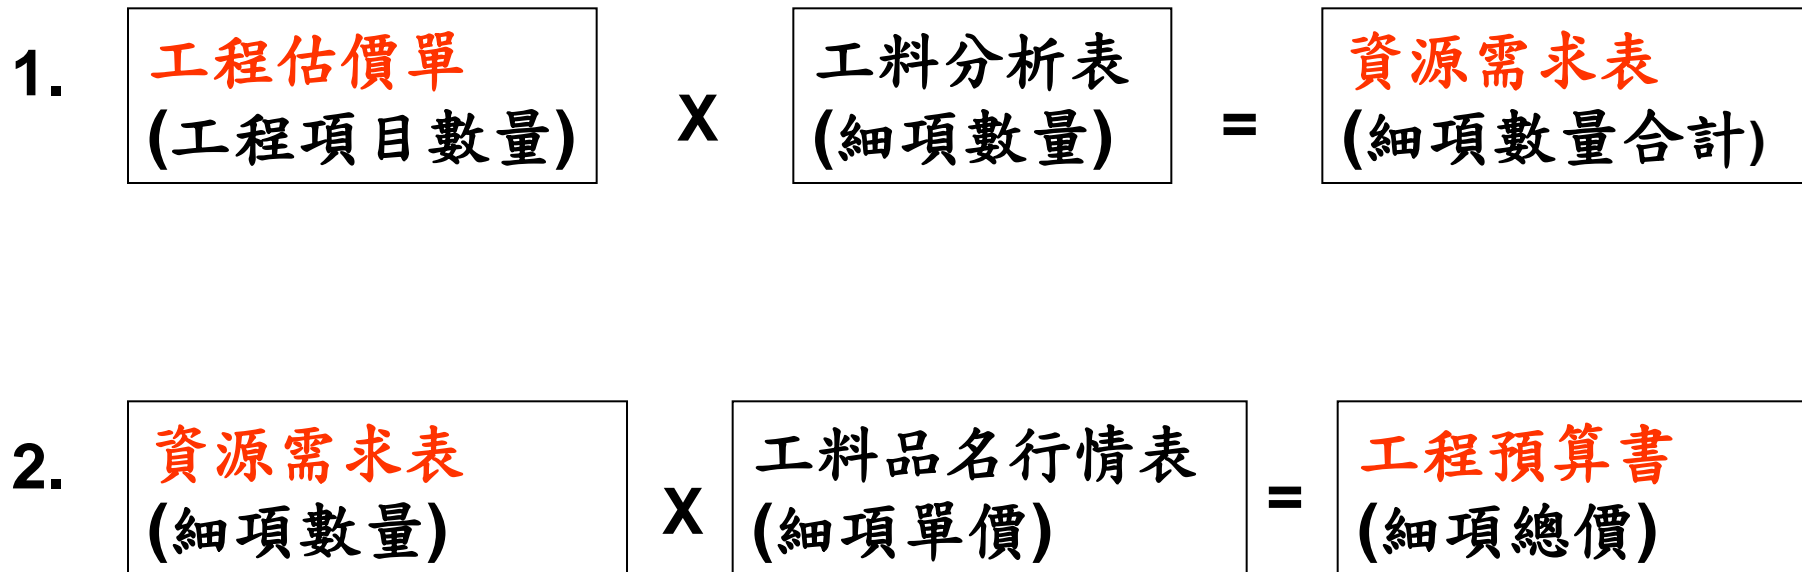 1. 工程估價單 X 工料分析表 = 資源需求表
(工程項目數量) (細項數量) (細項數量合計)
2. 資源需求表 X 工料品名行情表 = 工程預算書
(細項數量) (細項單價) (細項總價)